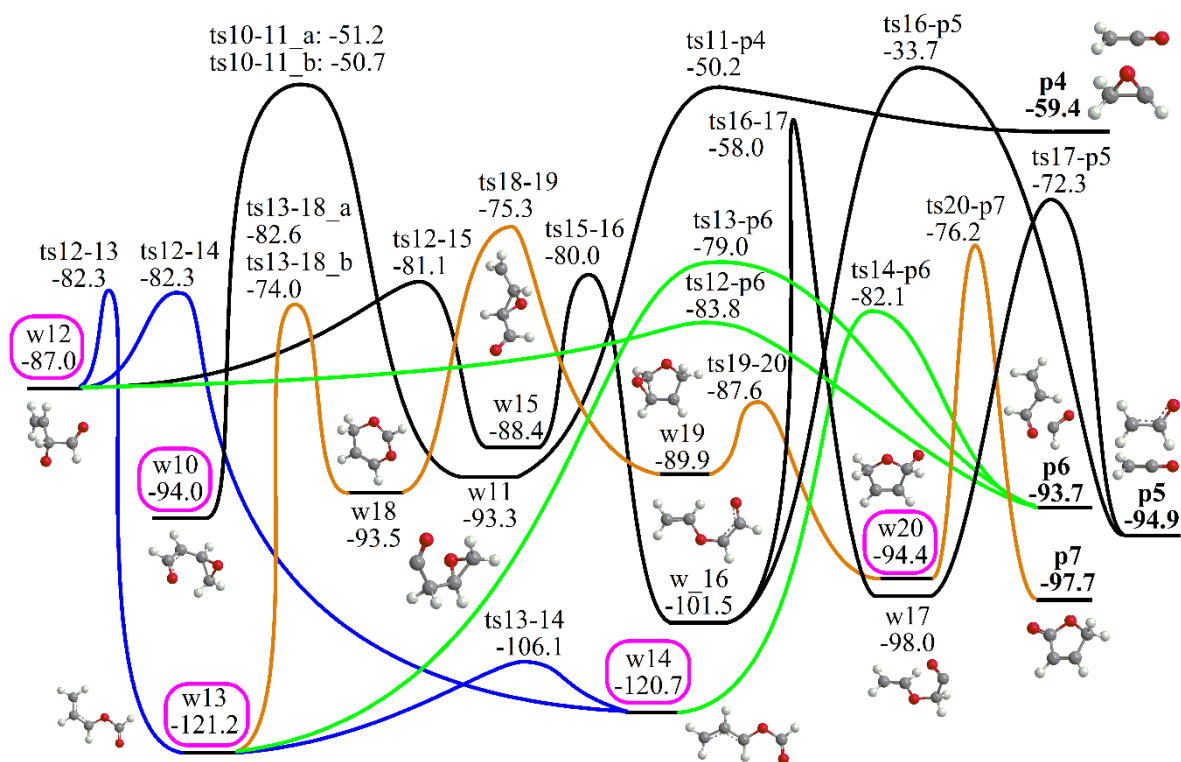 ts10-11_a: -51.2
ts10-11_b: -50.7
ts11-p4
-50.2
ts16-p5
-33.7
p4
-59.4
ts16-17
-58.0
ts17-p5
-72.3
ts13-18_a
-82.6
ts13-18_b
-74.0
ts18-19
-75.3
ts12-13
-82.3
ts12-14
-82.3
ts12-15
-81.1
ts15-16
-80.0
ts13-p6
-79.0
ts12-p6
-83.8
ts20-p7
-76.2
ts14-p6
-82.1
w12
-87.0
ts19-20
-87.6
w15
-88.4
w19
-89.9
w10
-94.0
w11
-93.3
w18
-93.5
p6
-93.7
p5
-94.9
w20
-94.4
p7
-97.7
w_16
-101.5
w17
-98.0
ts13-14
-106.1
w14
-120.7
w13
-121.2